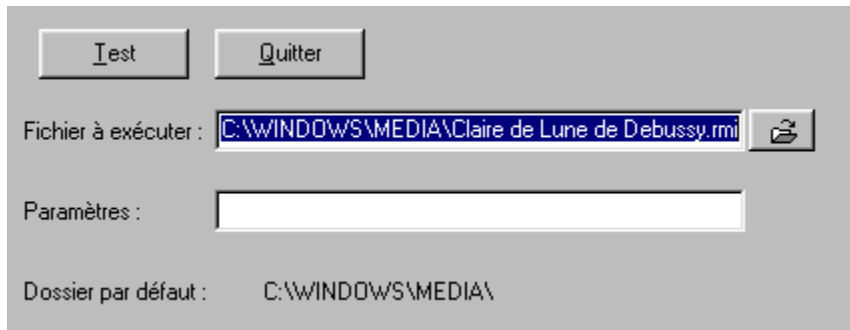 Test Quitter
Fichier à exécuter : C:\WINDOWS\MEDIA\Claire de Lune de Debussy.rmi
Paramètres :
Dossier par défaut : C:\WINDOWS\MEDIA\